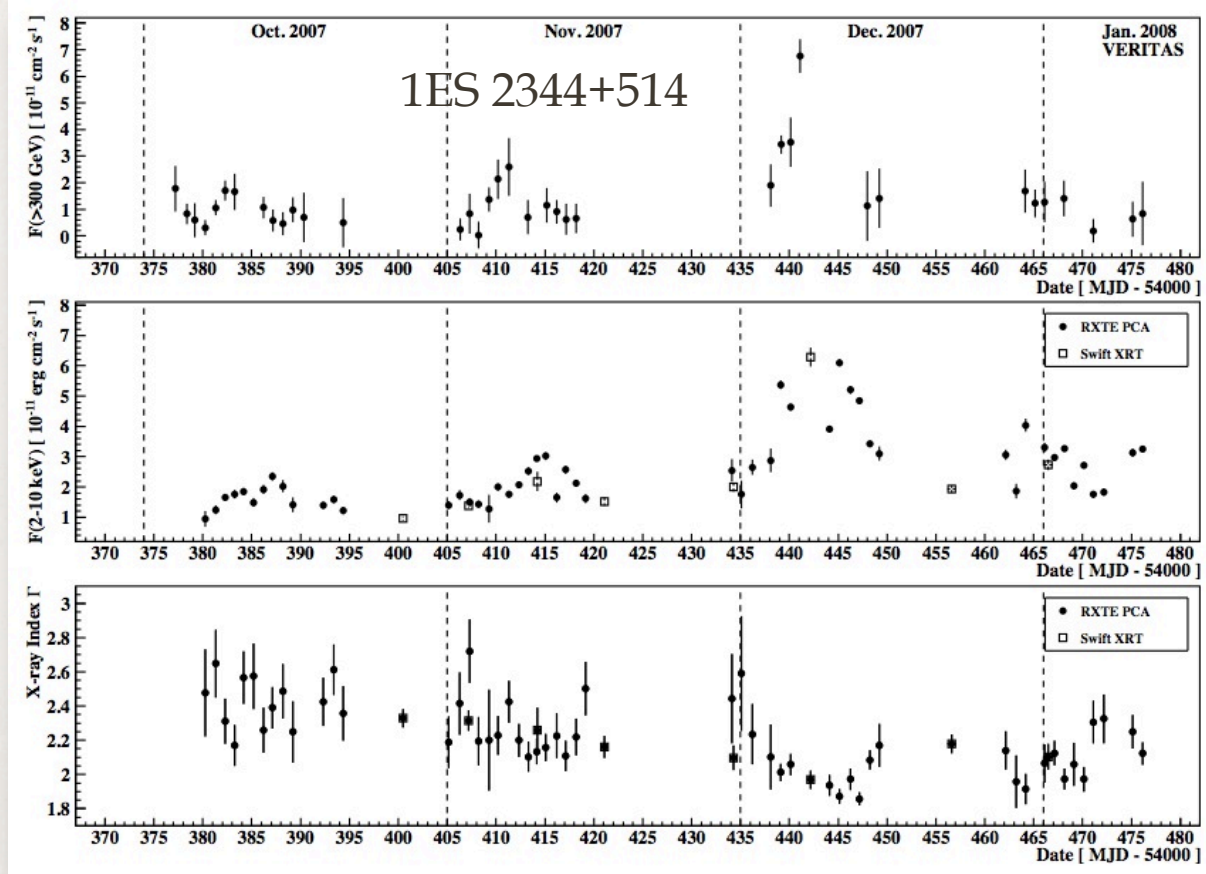 Oct. 2007 Nov. 2007 Dec. 2007 Jan. 2008
VERITAS
1ES 2344+514
F(>300 GeV) [ 10⁻¹¹ cm⁻² s⁻¹ ]
8
7
6
5
4
3
2
1
0
370 375 380 385 390 395 400 405 410 415 420 425 430 435 440 445 450 455 460 465 470 475 480
Date [ MJD - 54000 ]
F(2-10 keV) [ 10⁻¹¹ erg cm⁻² s⁻¹ ]
8
7
6
5
4
3
2
1
RXTE PCA
Swift XRT
370 375 380 385 390 395 400 405 410 415 420 425 430 435 440 445 450 455 460 465 470 475 480
Date [ MJD - 54000 ]
X-ray Index Γ
3
2.8
2.6
2.4
2.2
2
1.8
RXTE PCA
Swift XRT
370 375 380 385 390 395 400 405 410 415 420 425 430 435 440 445 450 455 460 465 470 475 480
Date [ MJD - 54000 ]